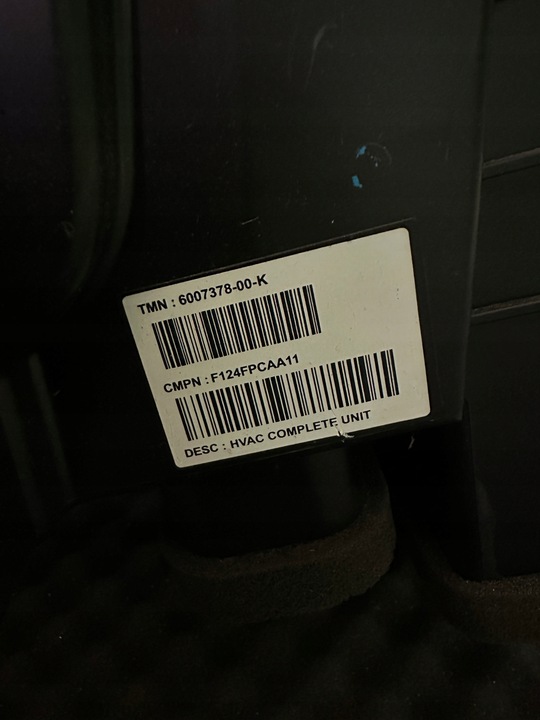 TMN : 6007378-00-K
CMPN : F124FPCAA11
DESC : HVAC COMPLETE UNIT